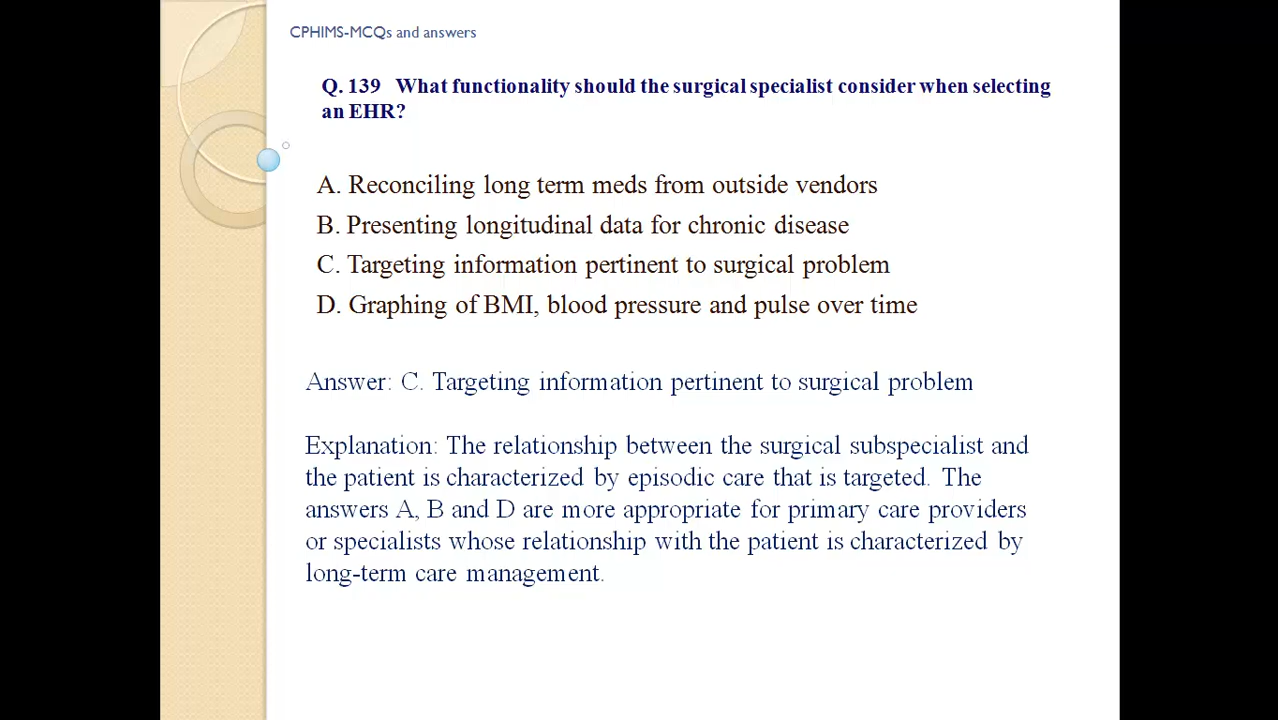 CPHIMS-MCQs and answers
Q. 139 What functionality should the surgical specialist consider when selecting
an EHR?
A. Reconciling long term meds from outside vendors
B. Presenting longitudinal data for chronic disease
C. Targeting information pertinent to surgical problem
D. Graphing of BMI, blood pressure and pulse over time
Answer: C. Targeting information pertinent to surgical problem
Explanation: The relationship between the surgical subspecialist and
the patient is characterized by episodic care that is targeted. The
answers A, B and D are more appropriate for primary care providers
or specialists whose relationship with the patient is characterized by
long-term care management.